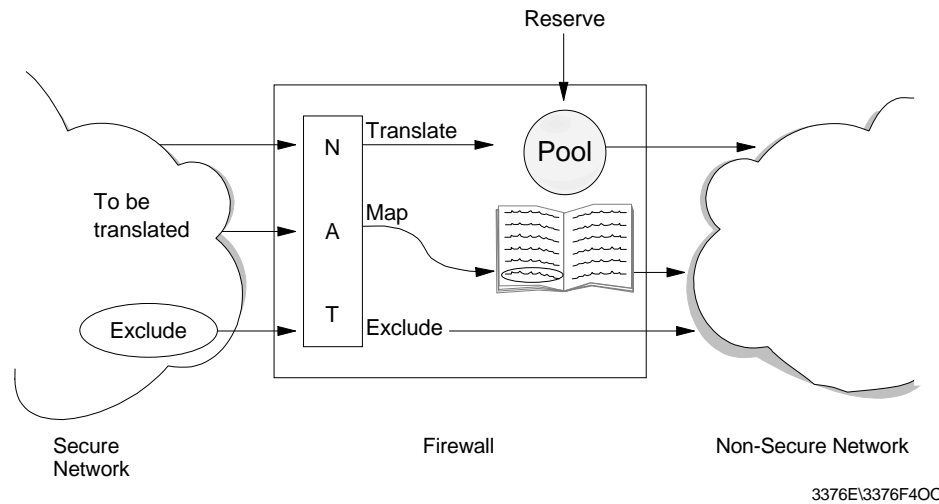 Reserve
N
A
T
Translate
Pool
To be
translated
Map
Exclude
Exclude
Secure
Network
Firewall
Non-Secure Network
3376E\3376F4OC